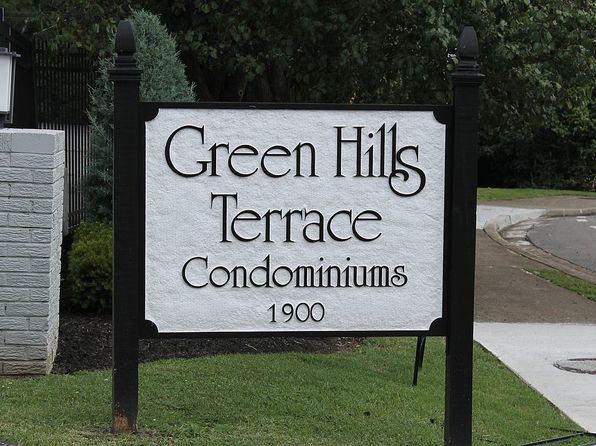 Green Hills
Terrace
Condominiums
1900